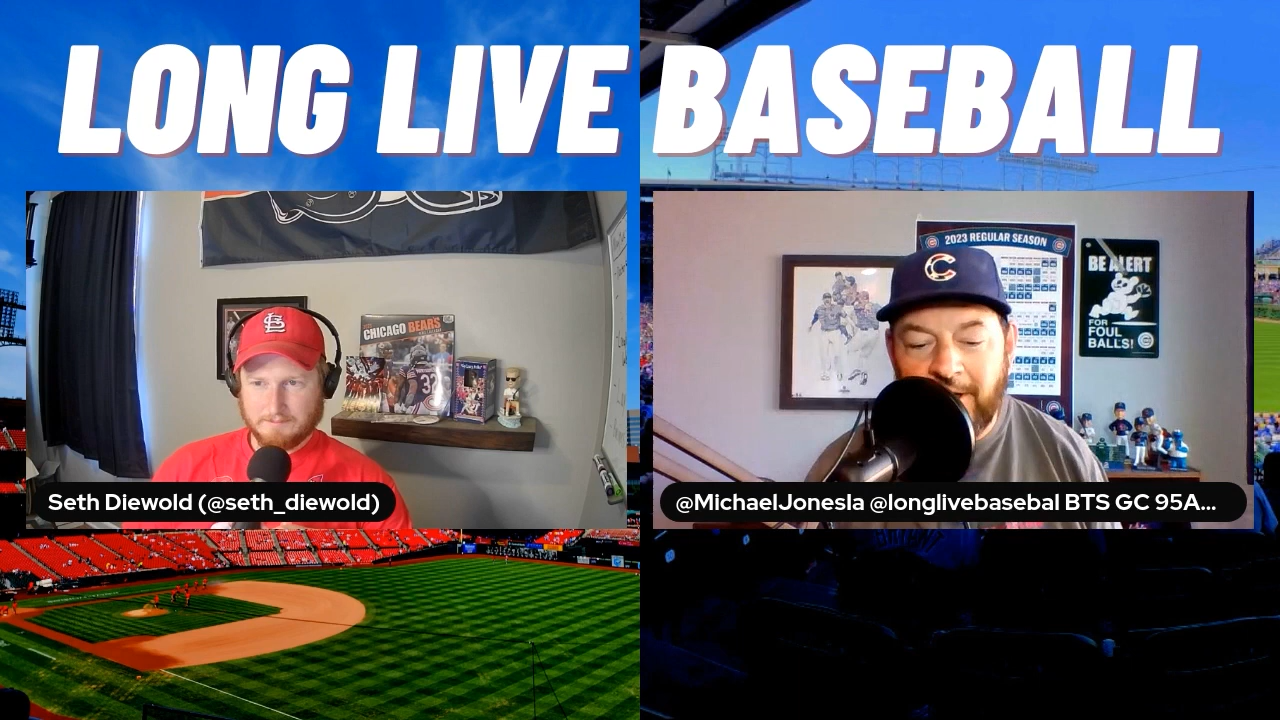 LONG LIVE BASEBALL
2023 REGULAR SEASON
BE ALERT
FOR
FOUL
BALLS!
CHICAGO BEARS
Seth Diewold (@seth_diewold)
@MichaelJonesIa @longlivebasebal BTS GC 95A...